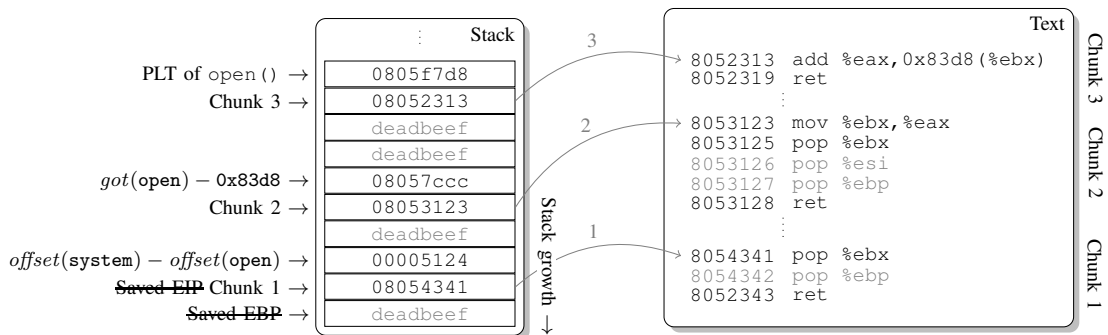 ⋮ Stack
PLT of open() → 0805f7d8
Chunk 3 → 08052313
deadbeef
deadbeef
got(open) − 0x83d8 → 08057ccc
Chunk 2 → 08053123
deadbeef
offset(system) − offset(open) → 00005124
Saved EIP Chunk 1 → 08054341
Saved EBP → deadbeef
Stack growth →
3
2
1
Text
8052313 add %eax,0x83d8(%ebx)
8052319 ret
⋮
8053123 mov %ebx,%eax
8053125 pop %ebx
8053126 pop %esi
8053127 pop %ebp
8053128 ret
⋮
8054341 pop %ebx
8054342 pop %ebp
8052343 ret
Chunk 3
Chunk 2
Chunk 1